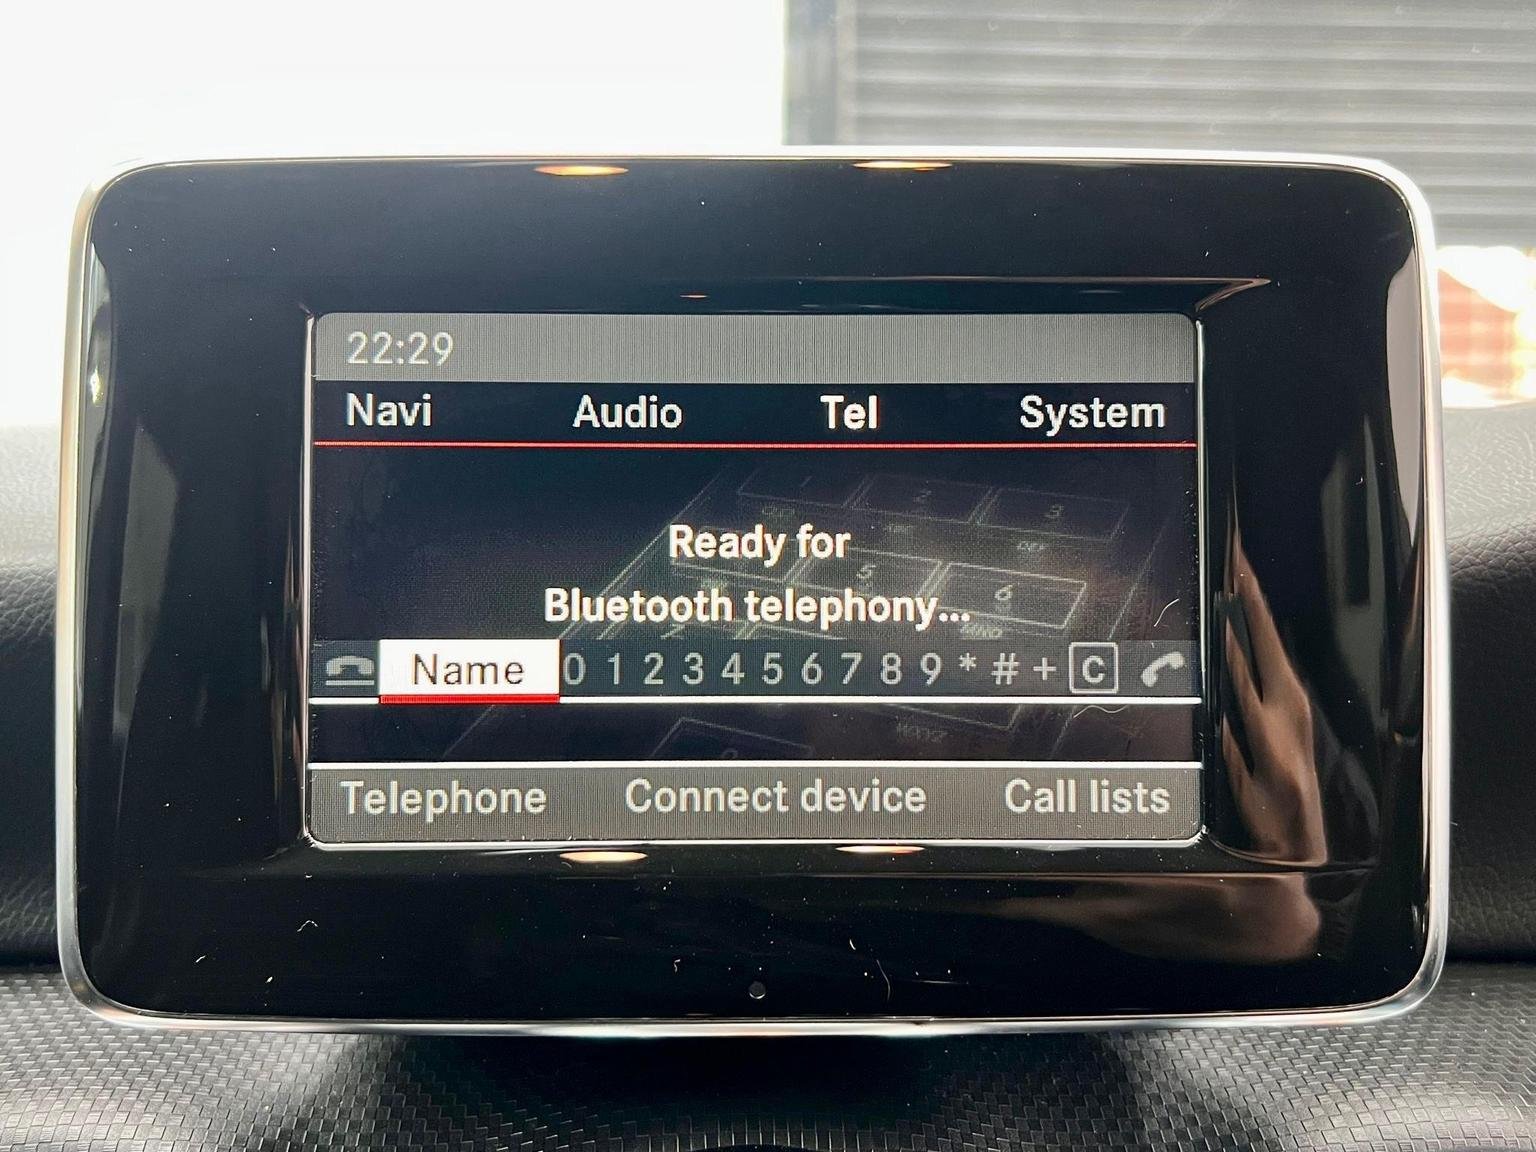 22:29
Navi Audio Tel System
Ready for
Bluetooth telephony...
Name 0 1 2 3 4 5 6 7 8 9 * # + C
Telephone Connect device Call lists